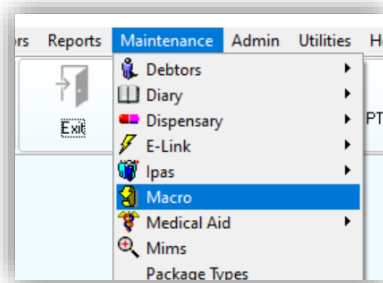 rs Reports Maintenance Admin Utilities H
Exit
Debtors
Diary
Dispensary
PT
E-Link
Ipas
Macro
Medical Aid
Mims
Package Types